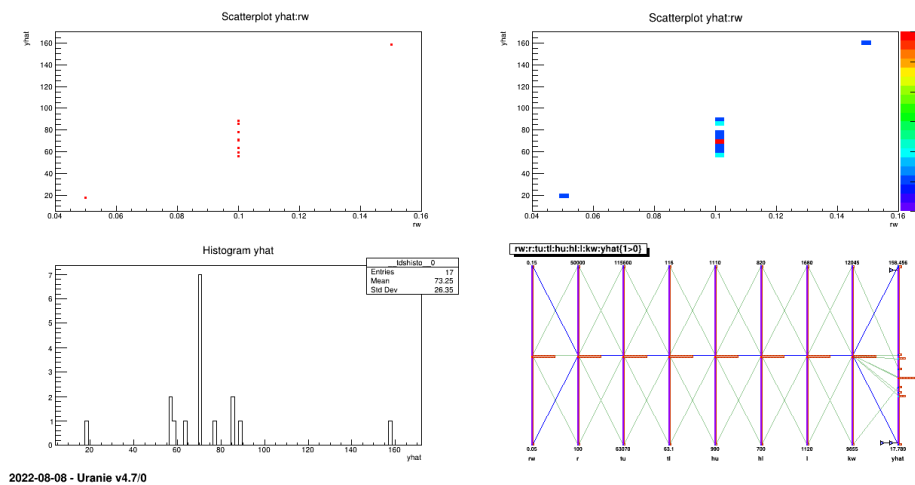 Scatterplot yhat:rw
yhat
160
140
120
100
80
60
40
20
0.04 0.06 0.08 0.1 0.12 0.14 0.16
rw
Scatterplot yhat:rw
yhat
160
140
120
100
80
60
40
20
0.04 0.06 0.08 0.1 0.12 0.14 0.16
rw
Histogram yhat
7
6
5
4
3
2
1
0
20 40 60 80 100 120 140 160
yhat
__tdshisto__0
Entries 17
Mean 73.25
Std Dev 26.35
rw:r:tu:tl:hu:hl:l:kw:yhat{1>0}
0.15 50000 115600 116 1110 820 1680 12045 158.456
0.05 100 63070 63.1 990 700 1120 9855 17.789
rw r tu tl hu hl l kw yhat
2022-08-08 - Uranie v4.7/0